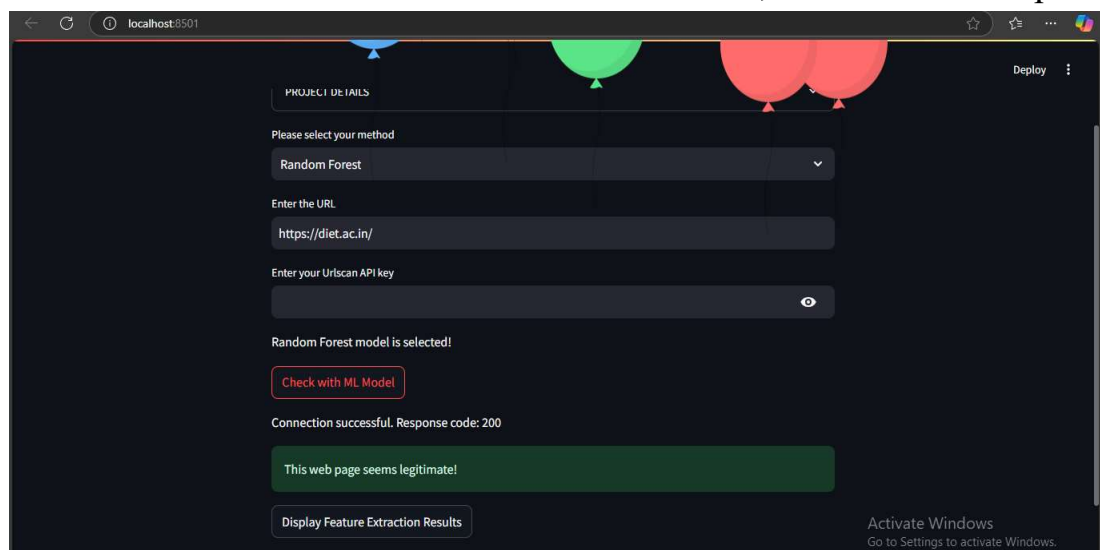 localhost:8501
Deploy
PROJECT DETAILS
Please select your method
Random Forest
Enter the URL
https://diet.ac.in/
Enter your Urlscan API key
Random Forest model is selected!
Check with ML Model
Connection successful. Response code: 200
This web page seems legitimate!
Display Feature Extraction Results
Activate Windows
Go to Settings to activate Windows.